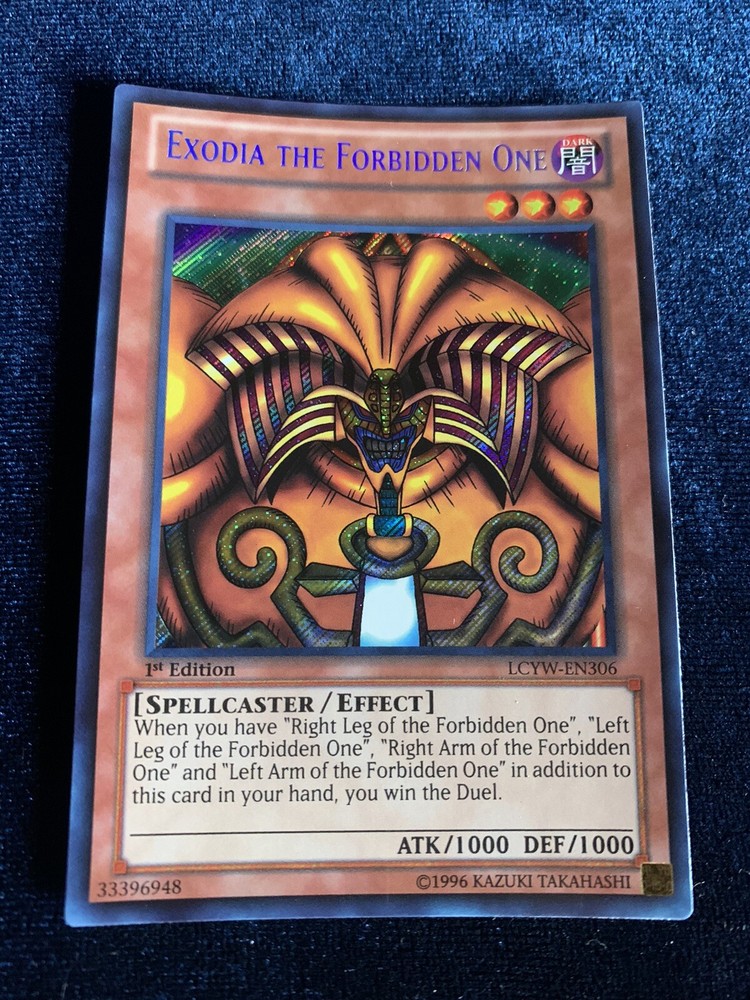 EXODIA THE FORBIDDEN ONE
DARK
闇
1st Edition
LCYW-EN306
[SPELLCASTER / EFFECT]
When you have "Right Leg of the Forbidden One", "Left
Leg of the Forbidden One", "Right Arm of the Forbidden
One" and "Left Arm of the Forbidden One" in addition to
this card in your hand, you win the Duel.
ATK/1000 DEF/1000
33396948
©1996 KAZUKI TAKAHASHI